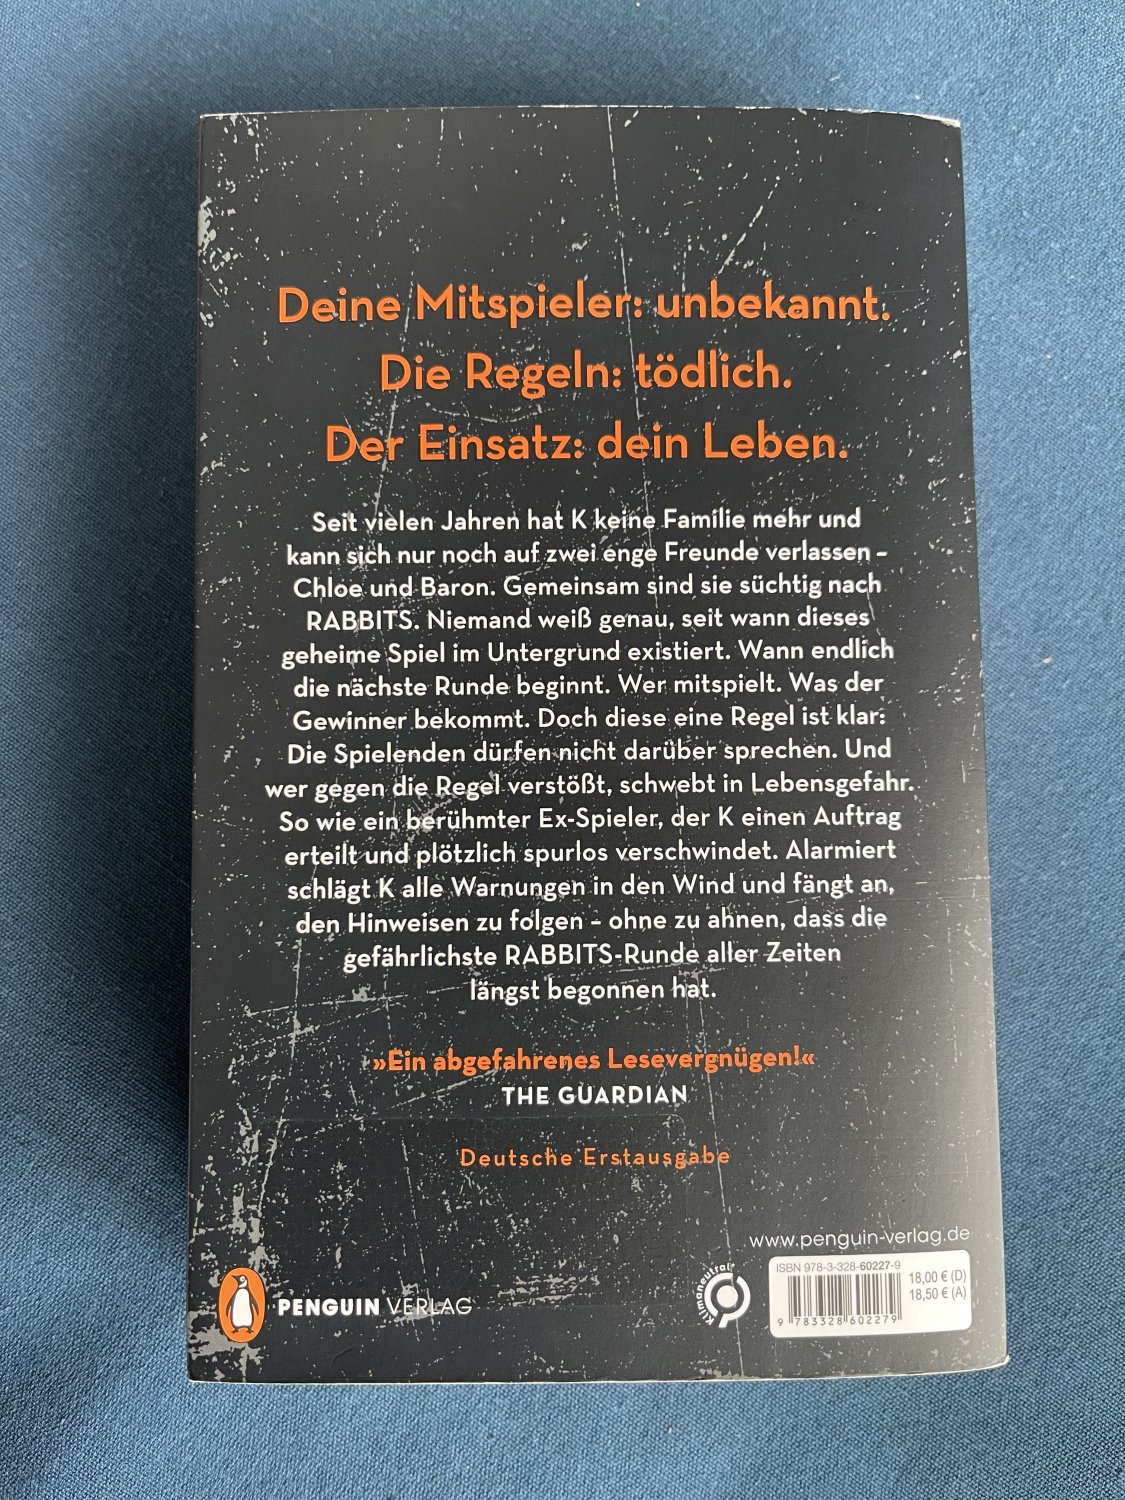 Deine Mitspieler: unbekannt.
Die Regeln: tödlich.
Der Einsatz: dein Leben.
Seit vielen Jahren hat K keine Familie mehr und
kann sich nur noch auf zwei enge Freunde verlassen –
Chloe und Baron. Gemeinsam sind sie süchtig nach
RABBITS. Niemand weiß genau, seit wann dieses
geheime Spiel im Untergrund existiert. Wann endlich
die nächste Runde beginnt. Wer mitspielt. Was der
Gewinner bekommt. Doch diese eine Regel ist klar:
Die Spielenden dürfen nicht darüber sprechen. Und
wer gegen die Regel verstößt, schwebt in Lebensgefahr.
So wie ein berühmter Ex-Spieler, der K einen Auftrag
erteilt und plötzlich spurlos verschwindet. Alarmiert
schlägt K alle Warnungen in den Wind und fängt an,
den Hinweisen zu folgen – ohne zu ahnen, dass die
gefährlichste RABBITS-Runde aller Zeiten
längst begonnen hat.
»Ein abgefahrenes Lesevergnügen!«
THE GUARDIAN
Deutsche Erstausgabe
www.penguin-verlag.de
ISBN 978-3-328-60227-9
18,00 € (D)
18,50 € (A)
9 783328 602279
klimaneutral
PENGUIN VERLAG